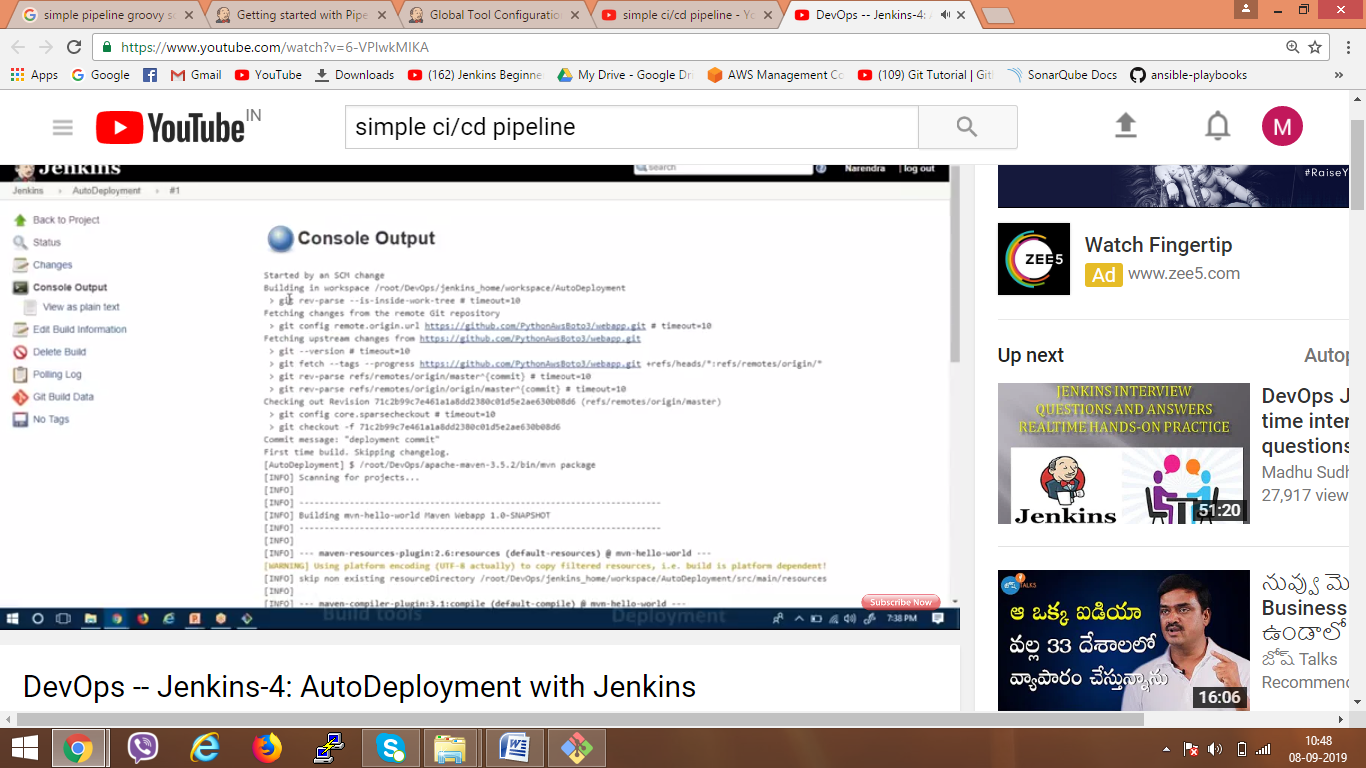 simple pipeline groovy s
Getting started with Pipe
Global Tool Configuratio
simple ci/cd pipeline - Yo
DevOps -- Jenkins-4:
https://www.youtube.com/watch?v=6-VPlwkMIKA
Apps Google Gmail YouTube Downloads (162) Jenkins Beginne My Drive - Google Dri AWS Management Co (109) Git Tutorial | Git SonarQube Docs ansible-playbooks »
YouTube IN
simple ci/cd pipeline
M
Jenkins search Narendra | log out
Jenkins › AutoDeployment › #1
Back to Project
Status
Changes
Console Output
View as plain text
Edit Build Information
Delete Build
Polling Log
Git Build Data
No Tags
Console Output
Started by an SCM change
Building in workspace /root/DevOps/jenkins_home/workspace/AutoDeployment
> git rev-parse --is-inside-work-tree # timeout=10
Fetching changes from the remote Git repository
> git config remote.origin.url https://github.com/PythonAwsBoto3/webapp.git # timeout=10
Fetching upstream changes from https://github.com/PythonAwsBoto3/webapp.git
> git --version # timeout=10
> git fetch --tags --progress https://github.com/PythonAwsBoto3/webapp.git +refs/heads/*:refs/remotes/origin/*
> git rev-parse refs/remotes/origin/master^{commit} # timeout=10
> git rev-parse refs/remotes/origin/origin/master^{commit} # timeout=10
Checking out Revision 71c2b99c7e461a1a8dd2380c01d5e2ae630b08d6 (refs/remotes/origin/master)
> git config core.sparsecheckout # timeout=10
> git checkout -f 71c2b99c7e461a1a8dd2380c01d5e2ae630b08d6
Commit message: "deployment commit"
First time build. Skipping changelog.
[AutoDeployment] $ /root/DevOps/apache-maven-3.5.2/bin/mvn package
[INFO] Scanning for projects...
[INFO]
[INFO] ------------------------------------------------------------------------
[INFO] Building mvn-hello-world Maven Webapp 1.0-SNAPSHOT
[INFO] ------------------------------------------------------------------------
[INFO]
[INFO] --- maven-resources-plugin:2.6:resources (default-resources) @ mvn-hello-world ---
[WARNING] Using platform encoding (UTF-8 actually) to copy filtered resources, i.e. build is platform dependent!
[INFO] skip non existing resourceDirectory /root/DevOps/jenkins_home/workspace/AutoDeployment/src/main/resources
[INFO]
[INFO] --- maven-compiler-plugin:3.1:compile (default-compile) @ mvn-hello-world ---
Subscribe Now
Build tools Deployment
7:38 PM
DevOps -- Jenkins-4: AutoDeployment with Jenkins
#RaiseY
ZEE5
Watch Fingertip
Ad www.zee5.com
Up next Autop
JENKINS INTERVIEW
QUESTIONS AND ANSWERS
REALTIME HANDS-ON PRACTICE
Jenkins
51:20
DevOps J
time inter
questions
Madhu Sudh
27,917 view
జోష్ TALKS
ఆ ఒక్క ఐడియా
వల్ల 33 దేశాలలో
వ్యాపారం చేస్తున్నాను
16:06
నువ్వు మొ
Business
ఉండాలో
జోష్ Talks
Recommenc
10:48
08-09-2019